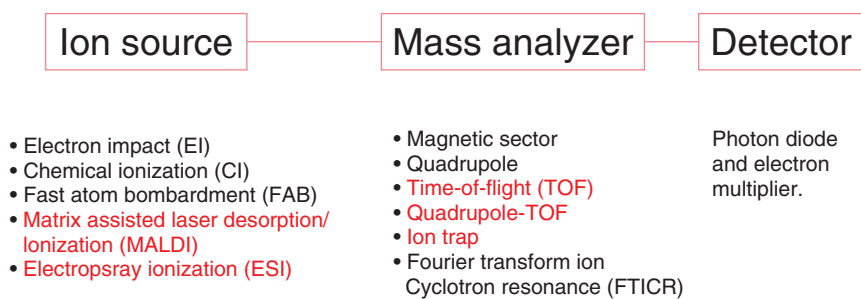 Ion source
Mass analyzer
Detector
• Electron impact (EI)
• Chemical ionization (CI)
• Fast atom bombardment (FAB)
• Matrix assisted laser desorption/
Ionization (MALDI)
• Electropsray ionization (ESI)
• Magnetic sector
• Quadrupole
• Time-of-flight (TOF)
• Quadrupole-TOF
• Ion trap
• Fourier transform ion
Cyclotron resonance (FTICR)
Photon diode
and electron
multiplier.